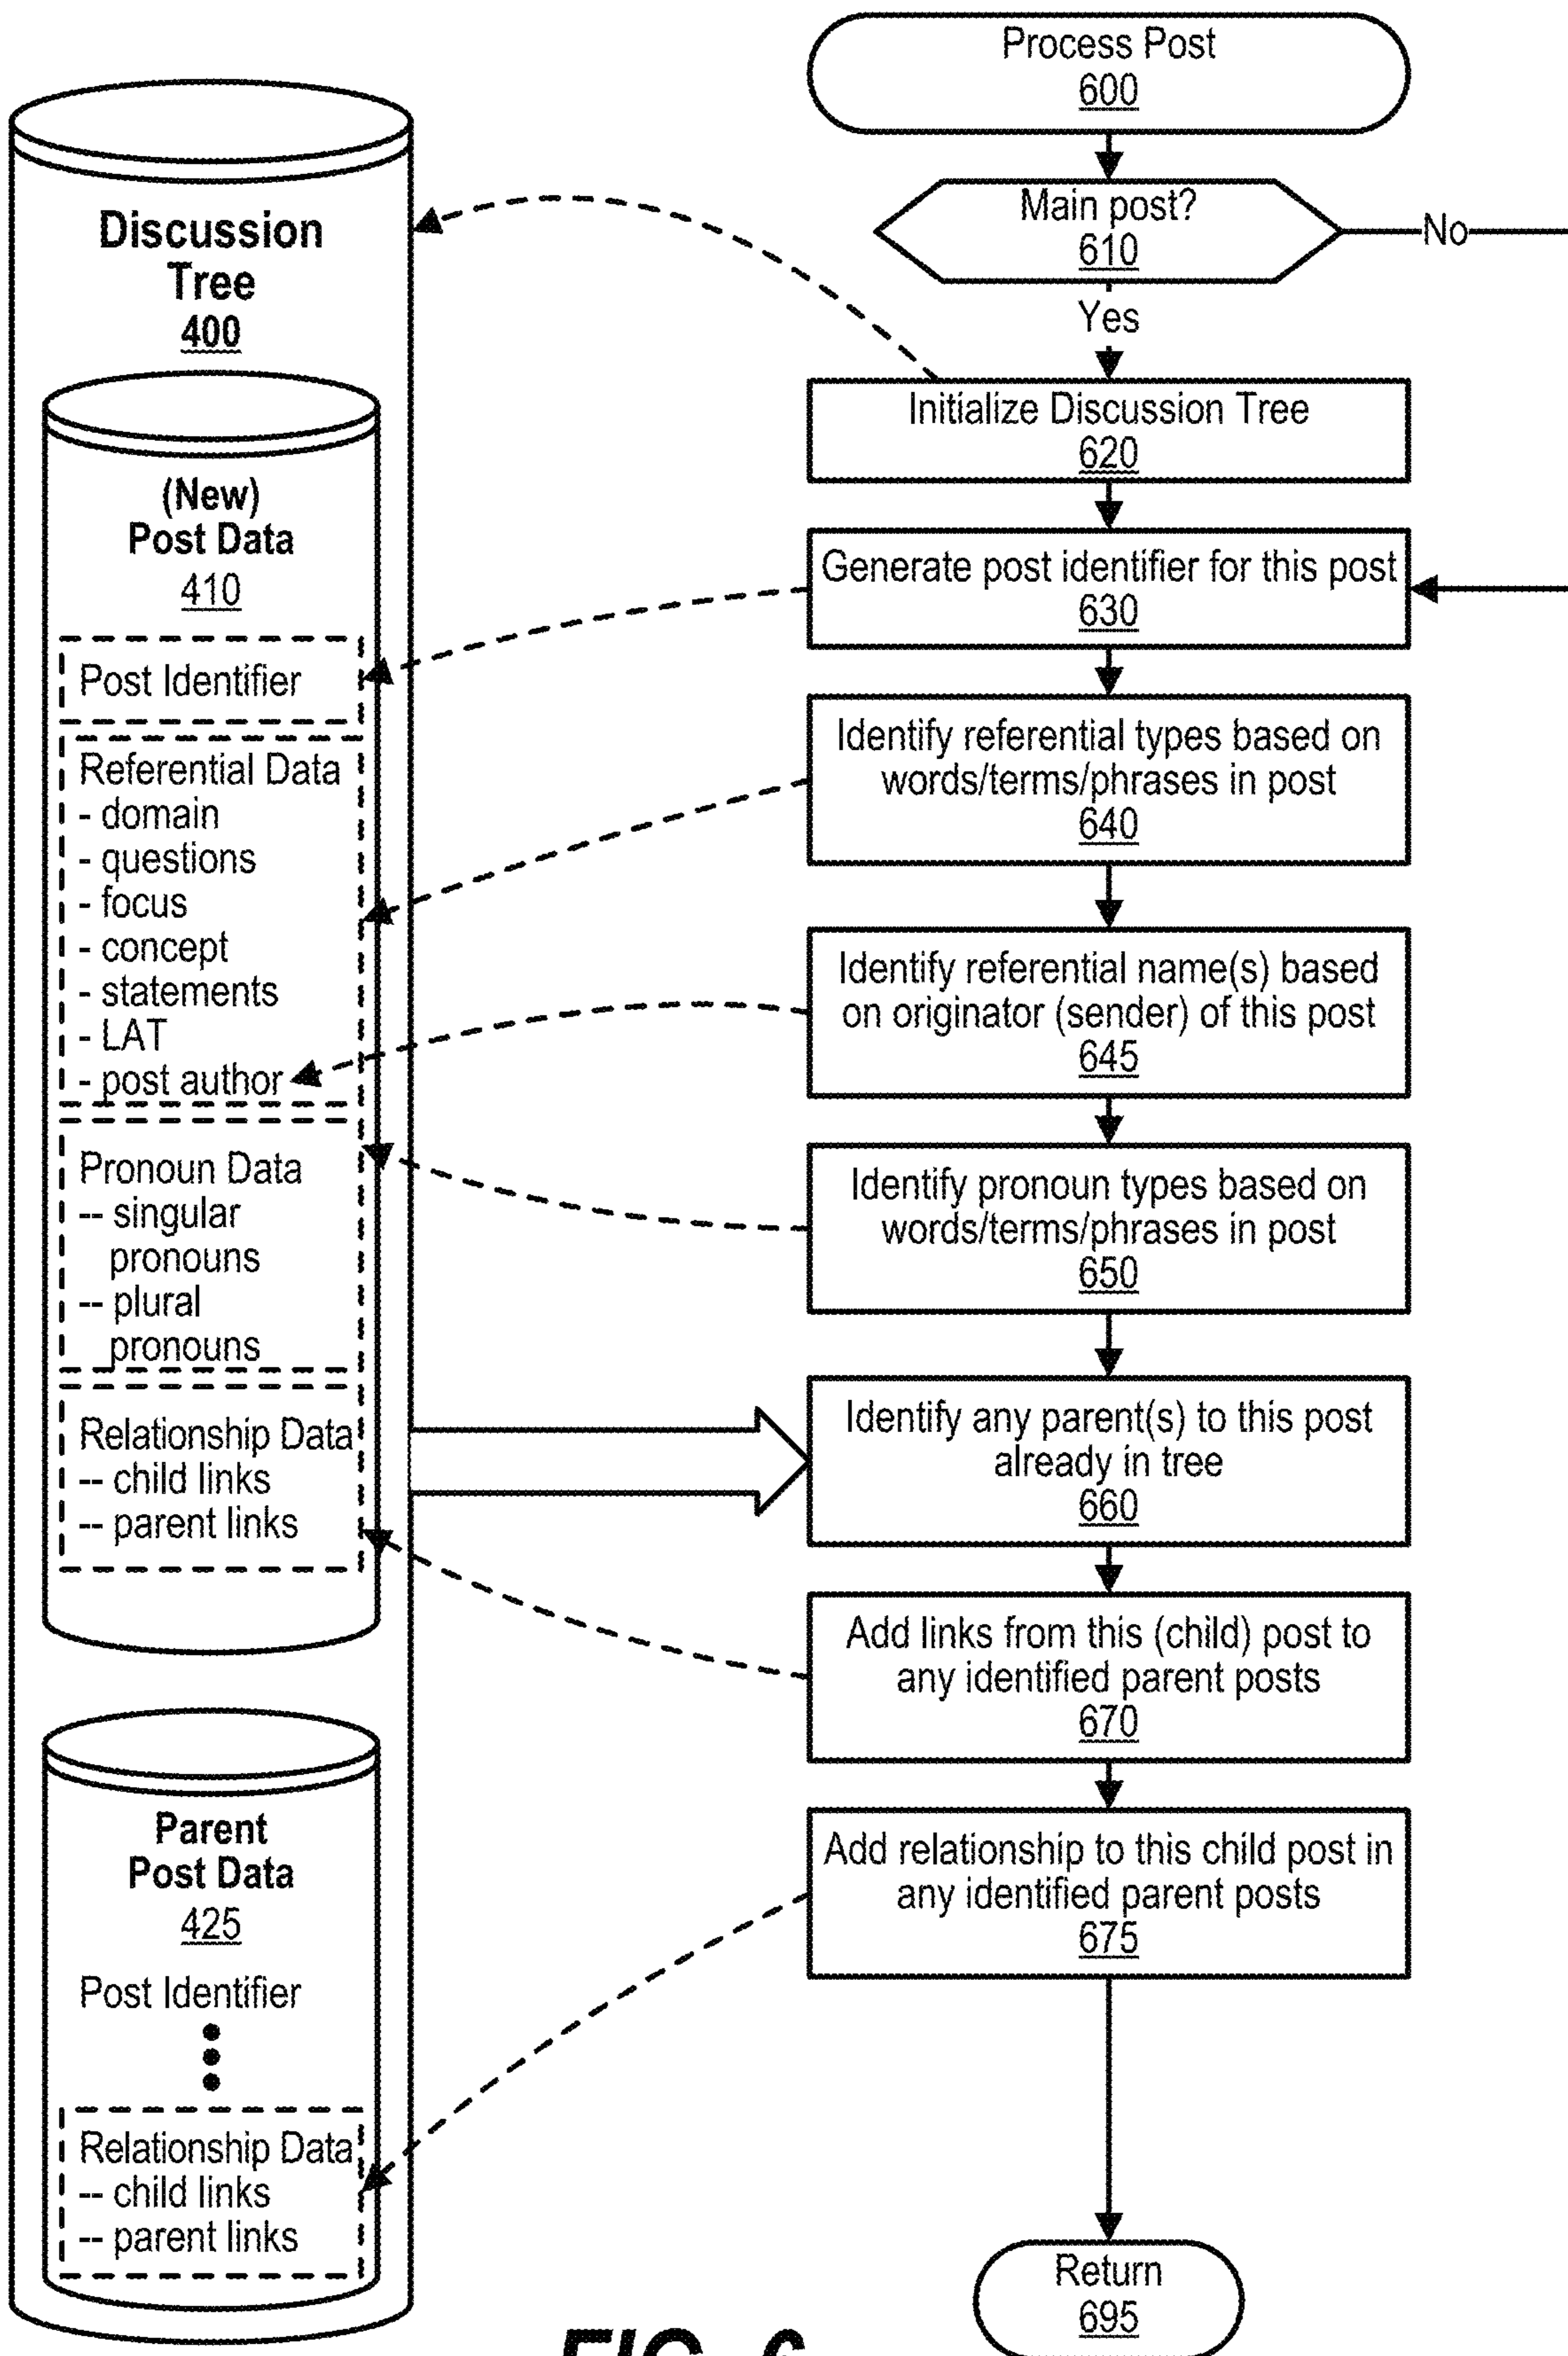 Discussion
Tree
400
(New)
Post Data
410
Post Identifier
Referential Data
- domain
- questions
- focus
- concept
- statements
- LAT
- post author
Pronoun Data
-- singular
pronouns
-- plural
pronouns
Relationship Data
-- child links
-- parent links
Parent
Post Data
425
Post Identifier
Relationship Data
-- child links
-- parent links
Process Post
600
Main post?
610
No
Yes
Initialize Discussion Tree
620
Generate post identifier for this post
630
Identify referential types based on
words/terms/phrases in post
640
Identify referential name(s) based
on originator (sender) of this post
645
Identify pronoun types based on
words/terms/phrases in post
650
Identify any parent(s) to this post
already in tree
660
Add links from this (child) post to
any identified parent posts
670
Add relationship to this child post in
any identified parent posts
675
Return
695
FIG. 6